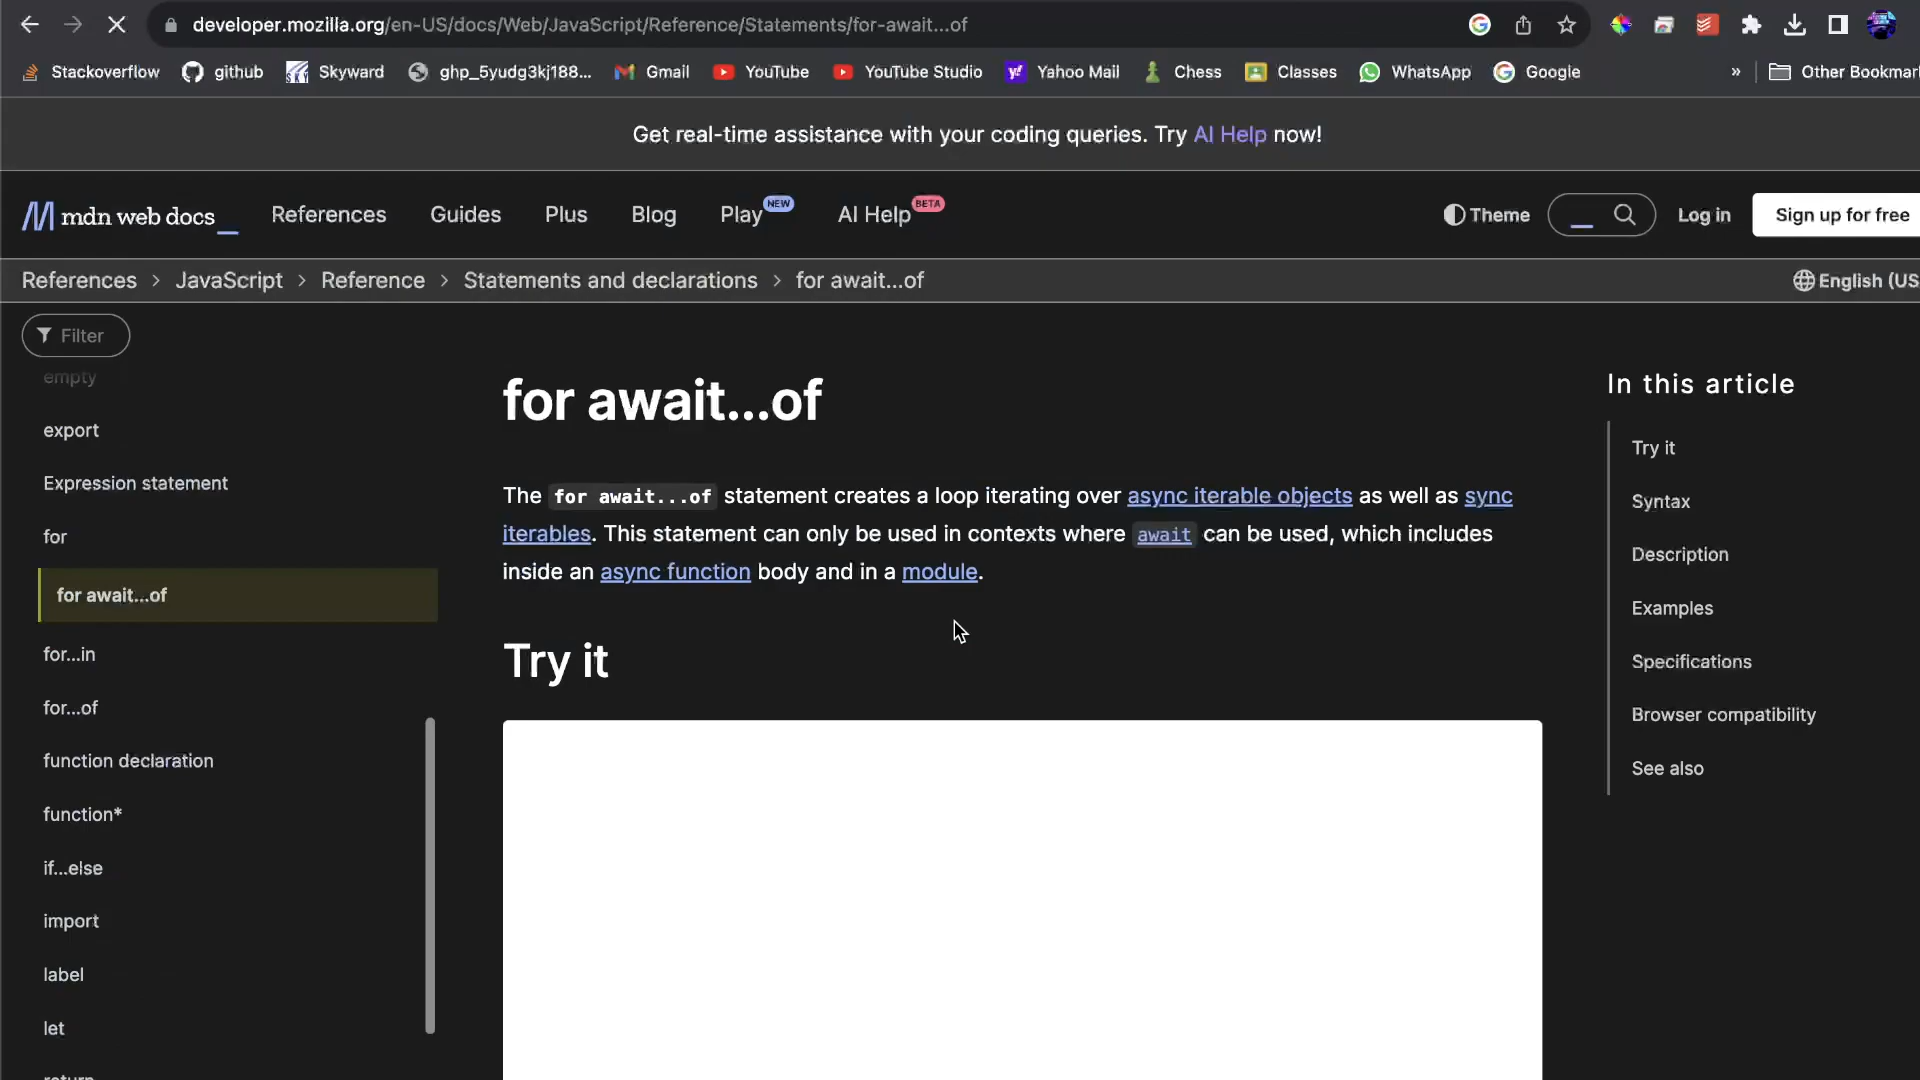 developer.mozilla.org/en-US/docs/Web/JavaScript/Reference/Statements/for-await...of
Stackoverflow github Skyward ghp_5yudg3kj188... Gmail YouTube YouTube Studio Yahoo Mail Chess Classes WhatsApp Google » Other Bookmar
Get real-time assistance with your coding queries. Try AI Help now!
mdn web docs_ References Guides Plus Blog Play NEW AI Help BETA Theme Log in Sign up for free
References > JavaScript > Reference > Statements and declarations > for await...of English (US
Filter
empty
export
Expression statement
for
for await...of
for...in
for...of
function declaration
function*
if...else
import
label
let
return
for await...of
The for await...of statement creates a loop iterating over async iterable objects as well as sync
iterables. This statement can only be used in contexts where await can be used, which includes
inside an async function body and in a module.
Try it
In this article
Try it
Syntax
Description
Examples
Specifications
Browser compatibility
See also